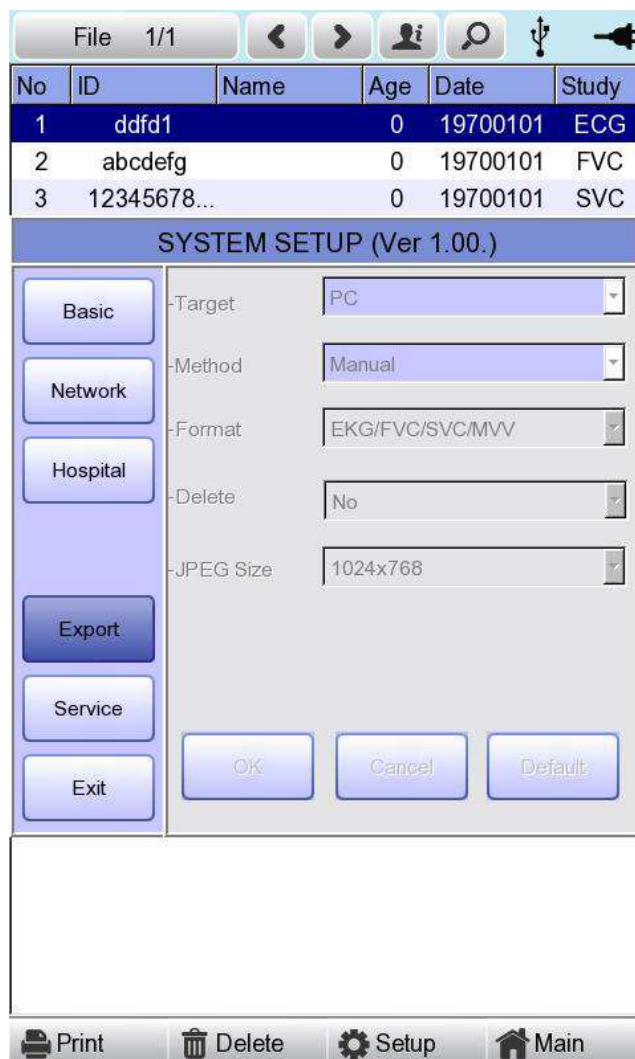 File 1/1
No ID Name Age Date Study
1 ddfd1 0 19700101 ECG
2 abcdefg 0 19700101 FVC
3 12345678... 0 19700101 SVC
SYSTEM SETUP (Ver 1.00.)
Basic
Network
Hospital
Export
Service
Exit
-Target PC
-Method Manual
-Format EKG/FVC/SVC/MVV
-Delete No
-JPEG Size 1024x768
OK Cancel Default
Print Delete Setup Main